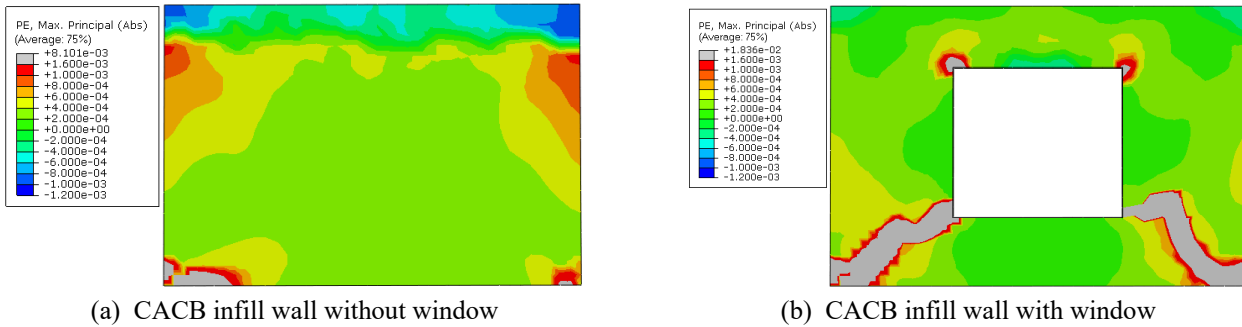 PE, Max. Principal (Abs)
(Average: 75%)
+8.101e-03
+1.600e-03
+1.000e-03
+8.000e-04
+6.000e-04
+4.000e-04
+2.000e-04
+0.000e+00
-2.000e-04
-4.000e-04
-6.000e-04
-8.000e-04
-1.000e-03
-1.200e-03
PE, Max. Principal (Abs)
(Average: 75%)
+1.836e-02
+1.600e-03
+1.000e-03
+8.000e-04
+6.000e-04
+4.000e-04
+2.000e-04
+0.000e+00
-2.000e-04
-4.000e-04
-6.000e-04
-8.000e-04
-1.000e-03
-1.200e-03
(a) CACB infill wall without window
(b) CACB infill wall with window